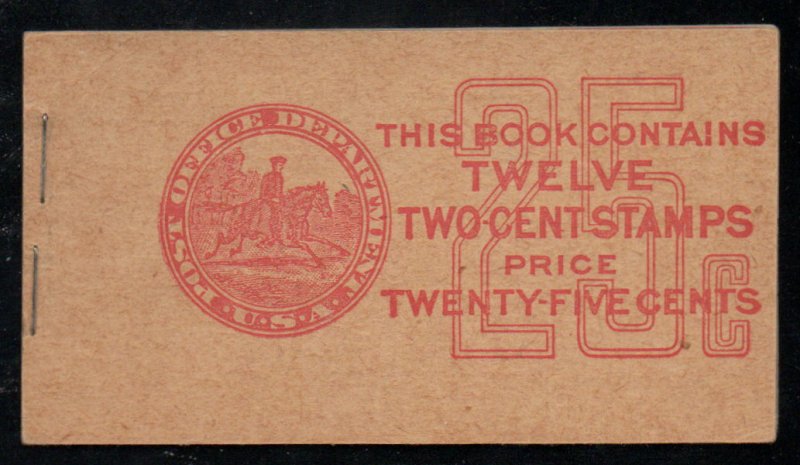 POST OFFICE DEPARTMENT U.S.A.
25c
THIS BOOK CONTAINS
TWELVE
TWO-CENT STAMPS
PRICE
TWENTY-FIVE CENTS